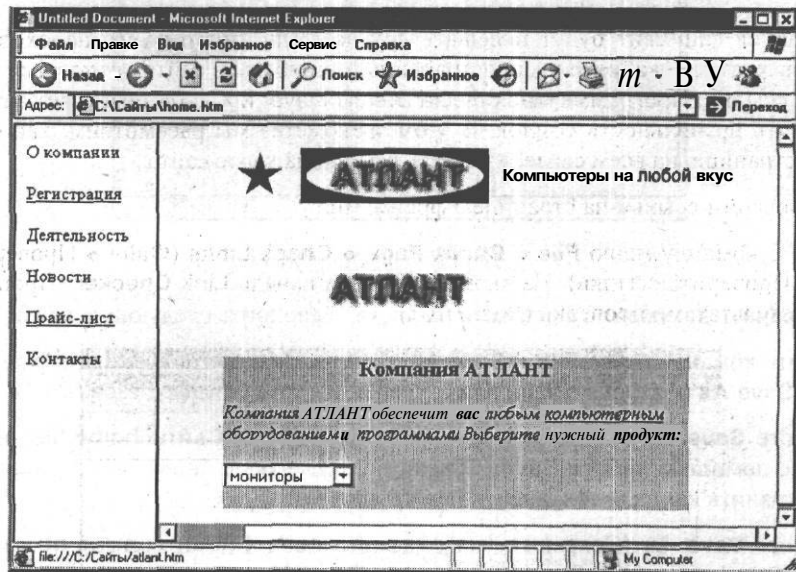 Untitled Document - Microsoft Internet Explorer
Файл Правке Вид Избранное Сервис Справка
Назад Поиск Избранное т - В У
Адрес: C:\Сайты\home.htm Переход
О компании
Регистрация
Деятельность
Новости
Прайс-лист
Контакты
АТЛАНТ Компьютеры на любой вкус
АТЛАНТ
Компания АТЛАНТ
Компания АТЛАНТ обеспечит вас любым компьютерным
оборудованием и программами Выберите нужный продукт:
мониторы
file:///C:/Сайты/atlant.htm My Computer